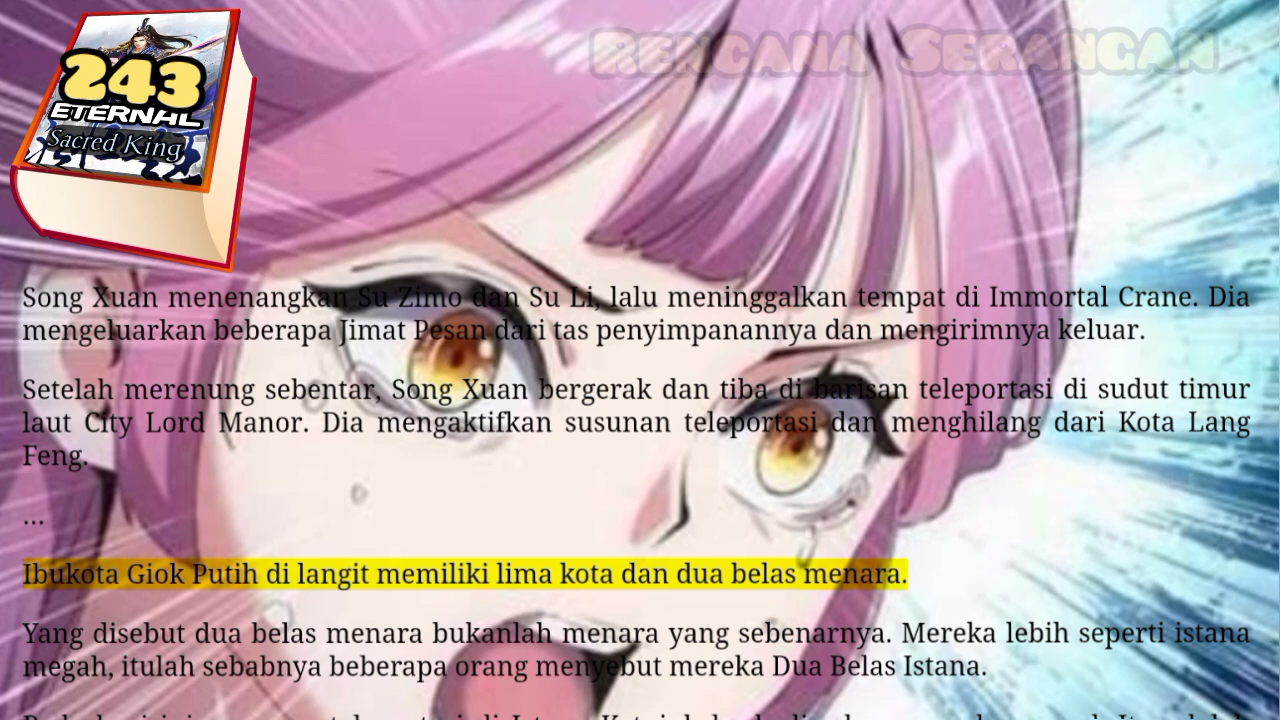 RENCANA SERANGAN
243
ETERNAL
Sacred King
Song Xuan menenangkan Su Zimo dan Su Li, lalu meninggalkan tempat di Immortal Crane. Dia
mengeluarkan beberapa Jimat Pesan dari tas penyimpanannya dan mengirimnya keluar.
Setelah merenung sebentar, Song Xuan bergerak dan tiba di barisan teleportasi di sudut timur
laut City Lord Manor. Dia mengaktifkan susunan teleportasi dan menghilang dari Kota Lang
Feng.
...
Ibukota Giok Putih di langit memiliki lima kota dan dua belas menara.
Yang disebut dua belas menara bukanlah menara yang sebenarnya. Mereka lebih seperti istana
megah, itulah sebabnya beberapa orang menyebut mereka Dua Belas Istana.